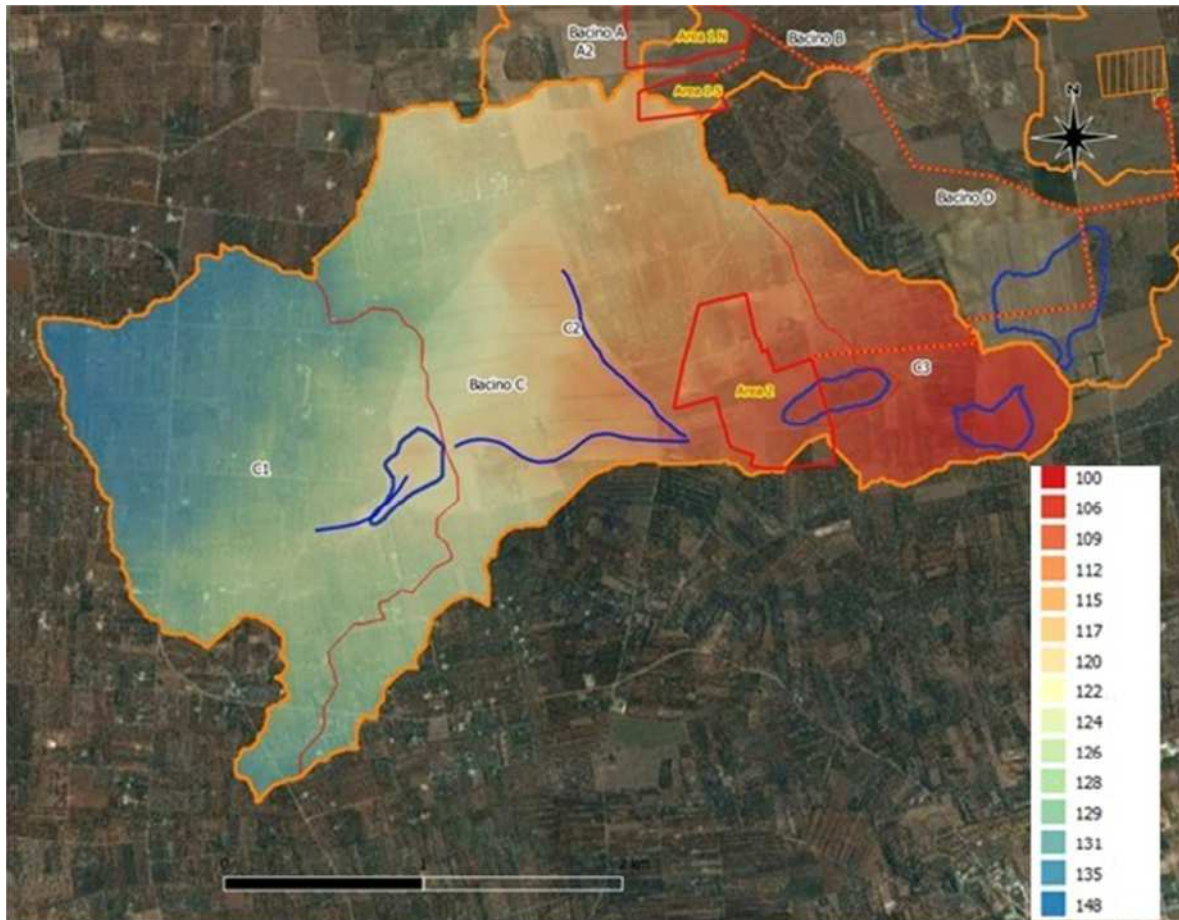 Bacino A
A2
Area 1 N
Bacino B
Area 1 S
N
Bacino D
C2
C3
Bacino C
Area 2
C1
100
106
109
112
115
117
120
122
124
126
128
129
131
135
148
0 1 2 km